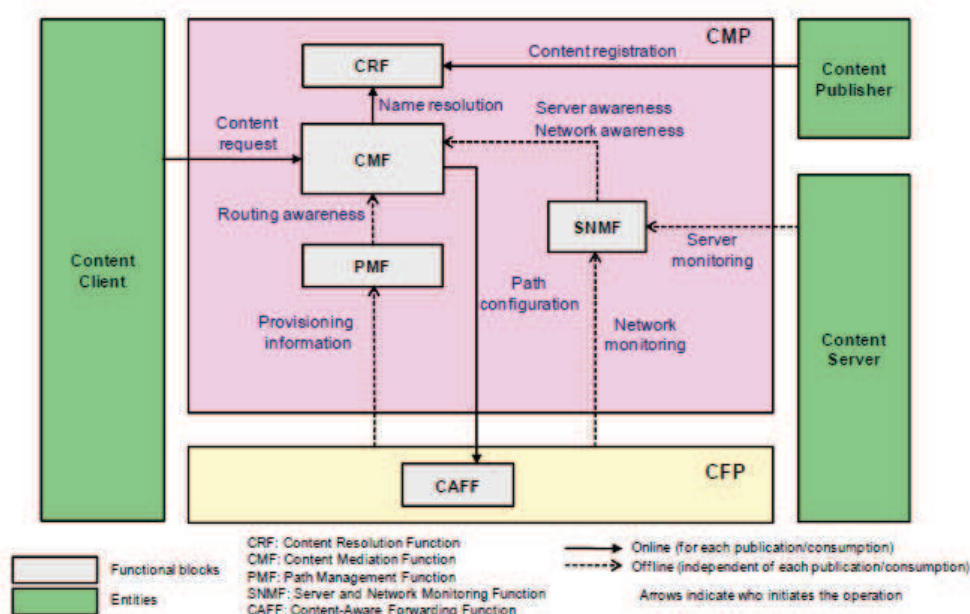 CMP
CRF
Content registration
Content
Publisher
Name resolution
Server awareness
Network awareness
Content
request
CMF
Routing awareness
SNMF
Server
monitoring
Content
Client
PMF
Path
configuration
Provisioning
information
Network
monitoring
Content
Server
CFP
CAFF
Functional blocks
Entities
CRF: Content Resolution Function
CMF: Content Mediation Function
PMF: Path Management Function
SNMF: Server and Network Monitoring Function
CAFF: Content-Aware Forwarding Function
Online (for each publication/consumption)
Offline (independent of each publication/consumption)
Arrows indicate who initiates the operation